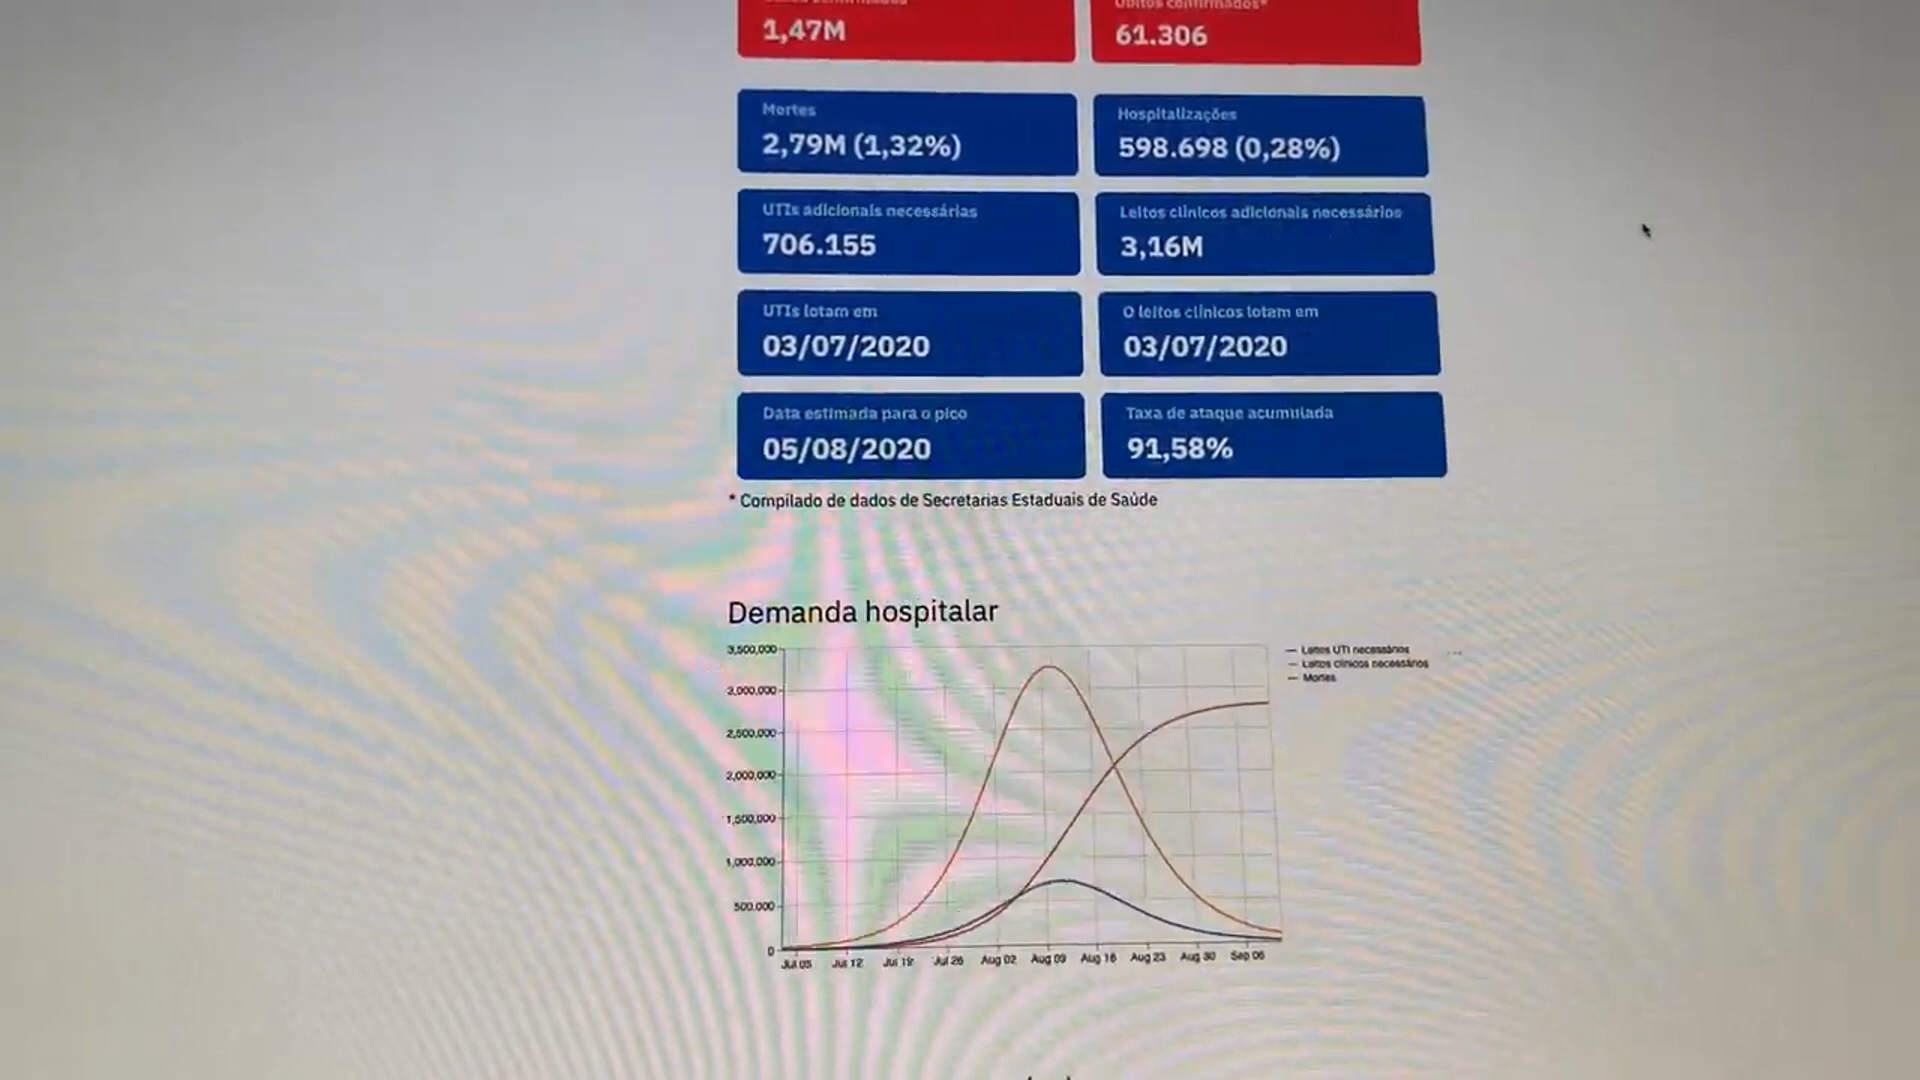 1,47M
Óbitos confirmados*
61.306
Mortes
2,79M (1,32%)
Hospitalizações
598.698 (0,28%)
UTIs adicionais necessárias
706.155
Leitos clínicos adicionais necessários
3,16M
UTIs lotam em
03/07/2020
O leitos clínicos lotam em
03/07/2020
Data estimada para o pico
05/08/2020
Taxa de ataque acumulada
91,58%
* Compilado de dados de Secretarias Estaduais de Saúde
Demanda hospitalar
3,500,000
3,000,000
2,500,000
2,000,000
1,500,000
1,000,000
500,000
0
Jul 05
Jul 12
Jul 19
Jul 26
Aug 02
Aug 09
Aug 16
Aug 23
Aug 30
Sep 06
Leitos UTI necessários
Leitos clínicos necessários
Mortes